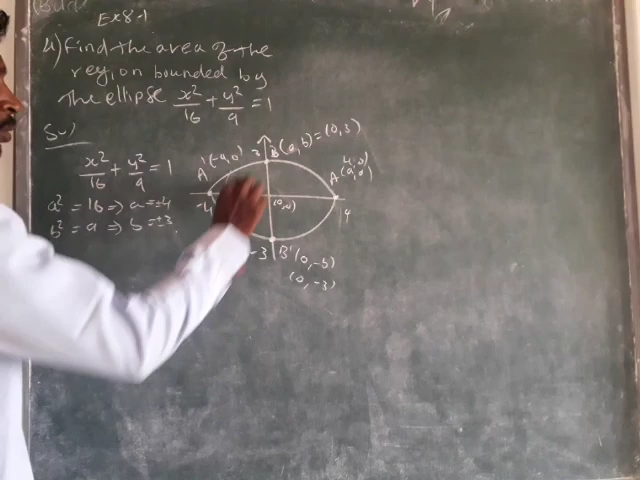 Ex 8.1
4) Find the area of the
region bounded by
The ellipse x²/16 + y²/9 = 1
Sol)
x²/16 + y²/9 = 1
a² = 16 => a = ±4
b² = 9 => b = ±3
3 B (0, b) = (0, 3)
A' (-a, 0)
(4, 0)
A (a, 0)
-4
(0, 0)
4
-3 B' (0, -b)
(0, -3)